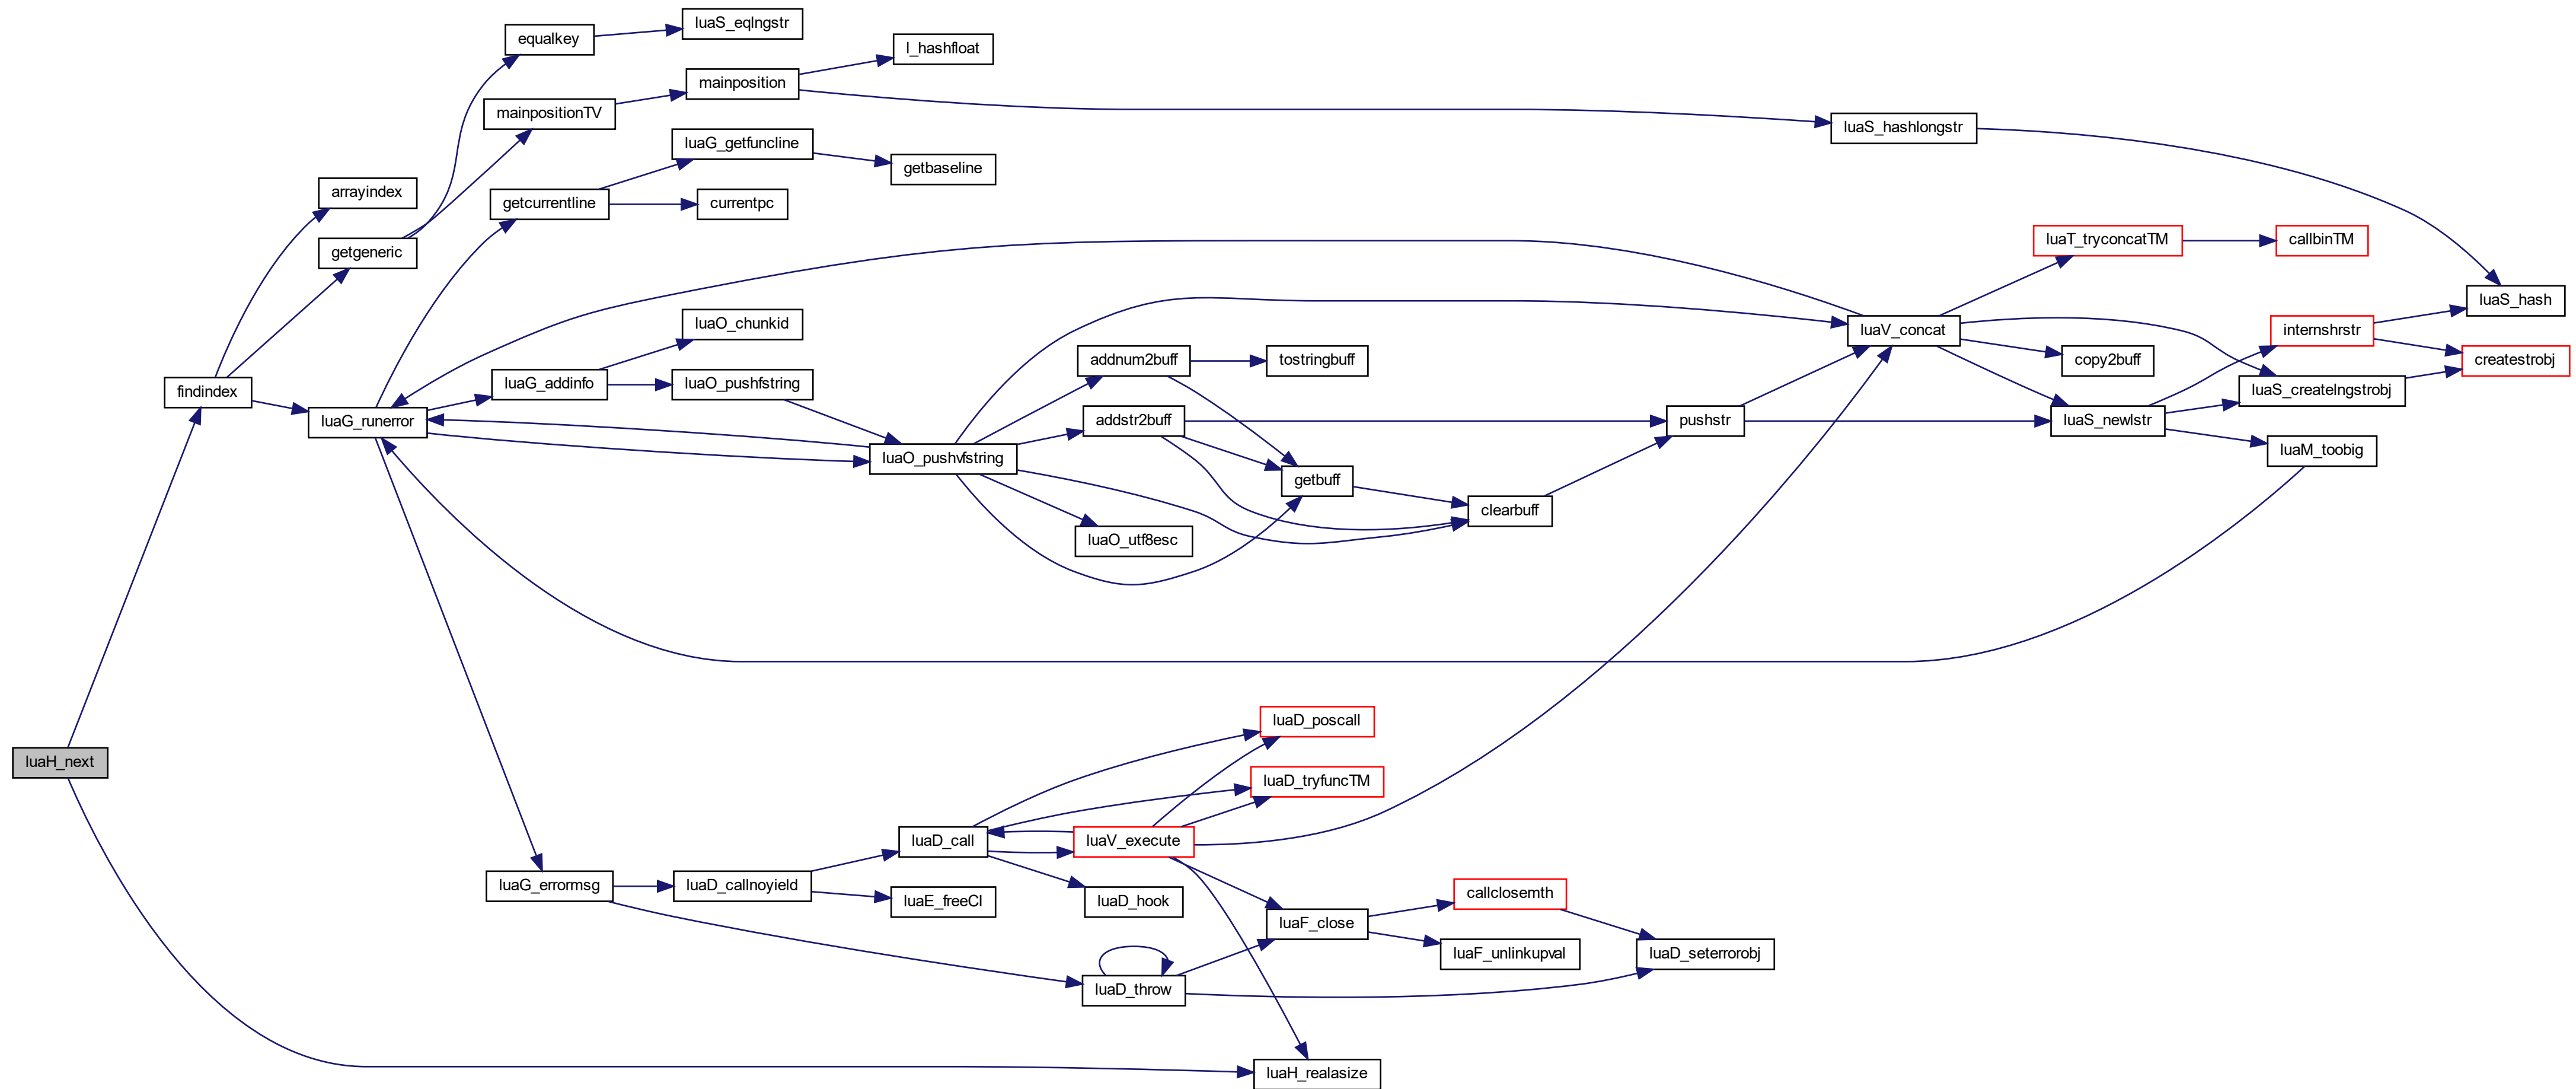 luaS_eqlngstr
equalkey
l_hashfloat
mainposition
mainpositionTV
luaS_hashlongstr
luaG_getfuncline
getbaseline
arrayindex
getcurrentline
currentpc
getgeneric
luaT_tryconcatTM
callbinTM
luaS_hash
luaO_chunkid
luaV_concat
internshrstr
addnum2buff
tostringbuff
copy2buff
createstrobj
findindex
luaG_addinfo
luaO_pushfstring
luaS_createlngstrobj
luaG_runerror
addstr2buff
pushstr
luaS_newlstr
luaO_pushvfstring
luaM_toobig
getbuff
clearbuff
luaO_utf8esc
luaD_poscall
luaH_next
luaD_tryfuncTM
luaD_call
luaV_execute
luaG_errormsg
luaD_callnoyield
luaE_freeCI
luaD_hook
callclosemth
luaF_close
luaF_unlinkupval
luaD_seterrorobj
luaD_throw
luaH_realasize